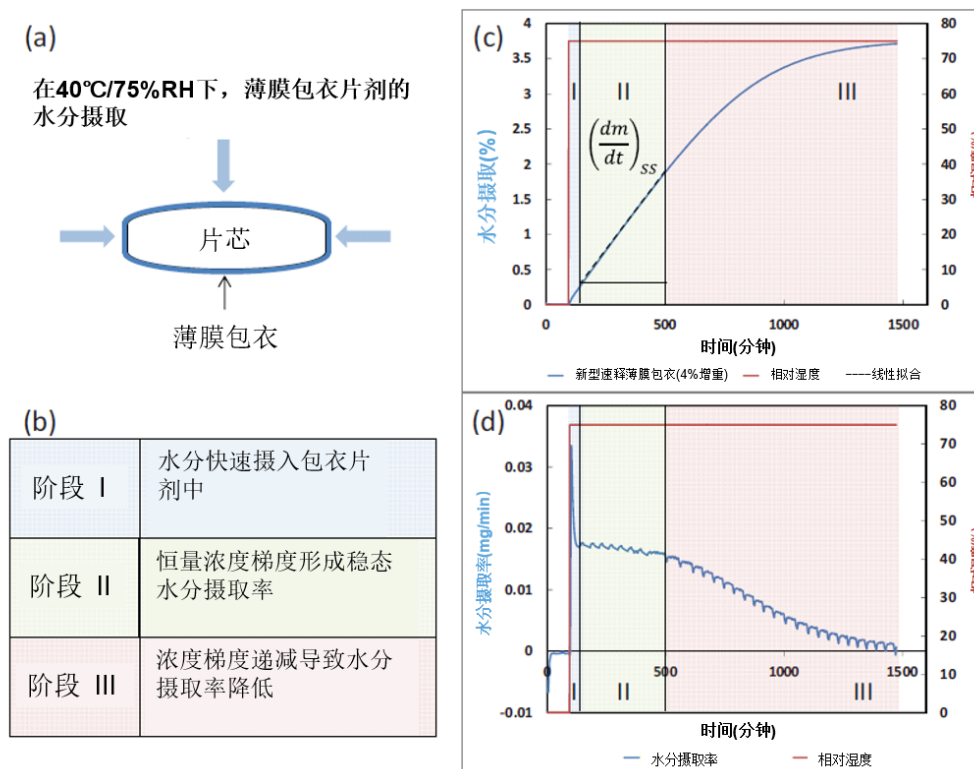 (a)
在40℃/75%RH下，薄膜包衣片剂的
水分摄取
片芯
薄膜包衣
(b)
阶段 Ⅰ
水分快速摄入包衣片
剂中
阶段 Ⅱ
恒量浓度梯度形成稳态
水分摄取率
阶段 Ⅲ
浓度梯度递减导致水分
摄取率降低
(c)
水分摄取(%)
4
3.5
3
2.5
2
1.5
1
0.5
0
Ⅰ
Ⅱ
Ⅲ
(dm/dt)SS
80
70
60
50
40
30
20
10
0
0
500
1000
1500
时间(分钟)
新型速释薄膜包衣(4%增重)
相对湿度
线性拟合
(d)
水分摄取率(mg/min)
0.04
0.03
0.02
0.01
0
-0.01
Ⅰ
Ⅱ
Ⅲ
80
70
60
50
40
30
20
10
0
0
500
1000
1500
时间(分钟)
水分摄取率
相对湿度